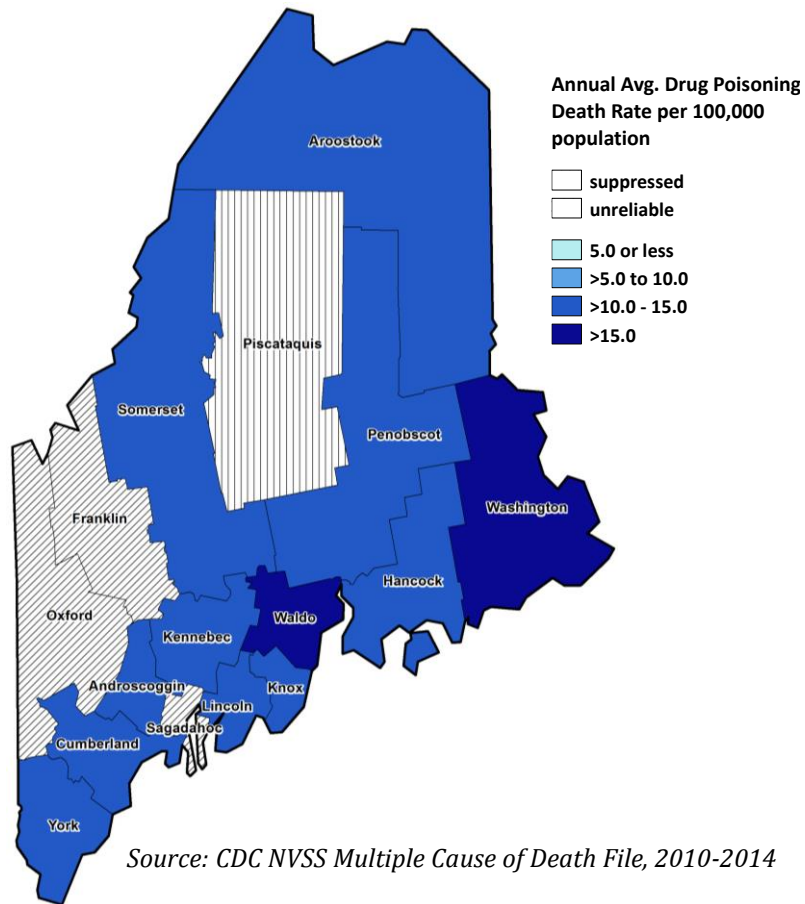 Annual Avg. Drug Poisoning
Death Rate per 100,000
population
suppressed
unreliable
5.0 or less
>5.0 to 10.0
>10.0 - 15.0
>15.0
Aroostook
Piscataquis
Somerset
Penobscot
Washington
Franklin
Hancock
Oxford
Waldo
Kennebec
Androscoggin
Knox
Lincoln
Sagadahoc
Cumberland
York
Source: CDC NVSS Multiple Cause of Death File, 2010-2014